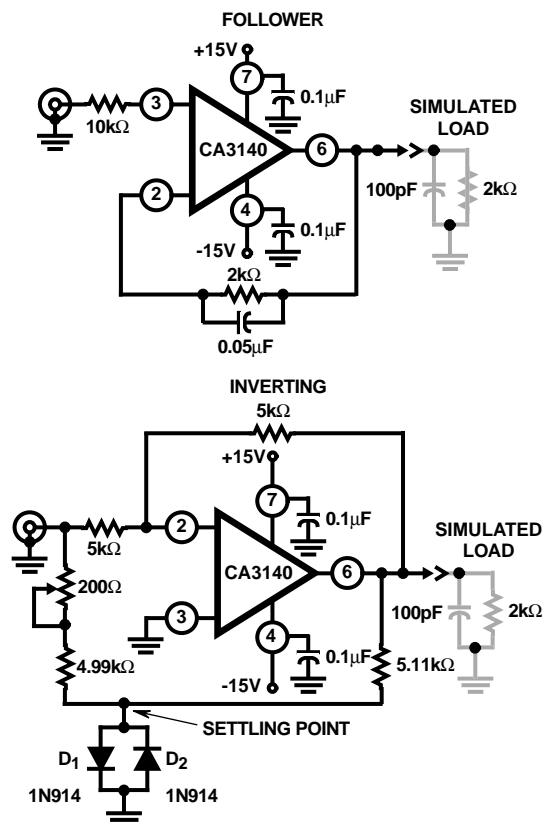 FOLLOWER
+15V
7
0.1µF
3
10kΩ
CA3140
6
SIMULATED
LOAD
100pF
2kΩ
2
4
0.1µF
-15V
2kΩ
0.05µF
INVERTING
5kΩ
+15V
7
0.1µF
5kΩ
2
CA3140
6
SIMULATED
LOAD
200Ω
3
100pF
2kΩ
4
0.1µF
4.99kΩ
5.11kΩ
-15V
SETTLING POINT
D1
D2
1N914
1N914